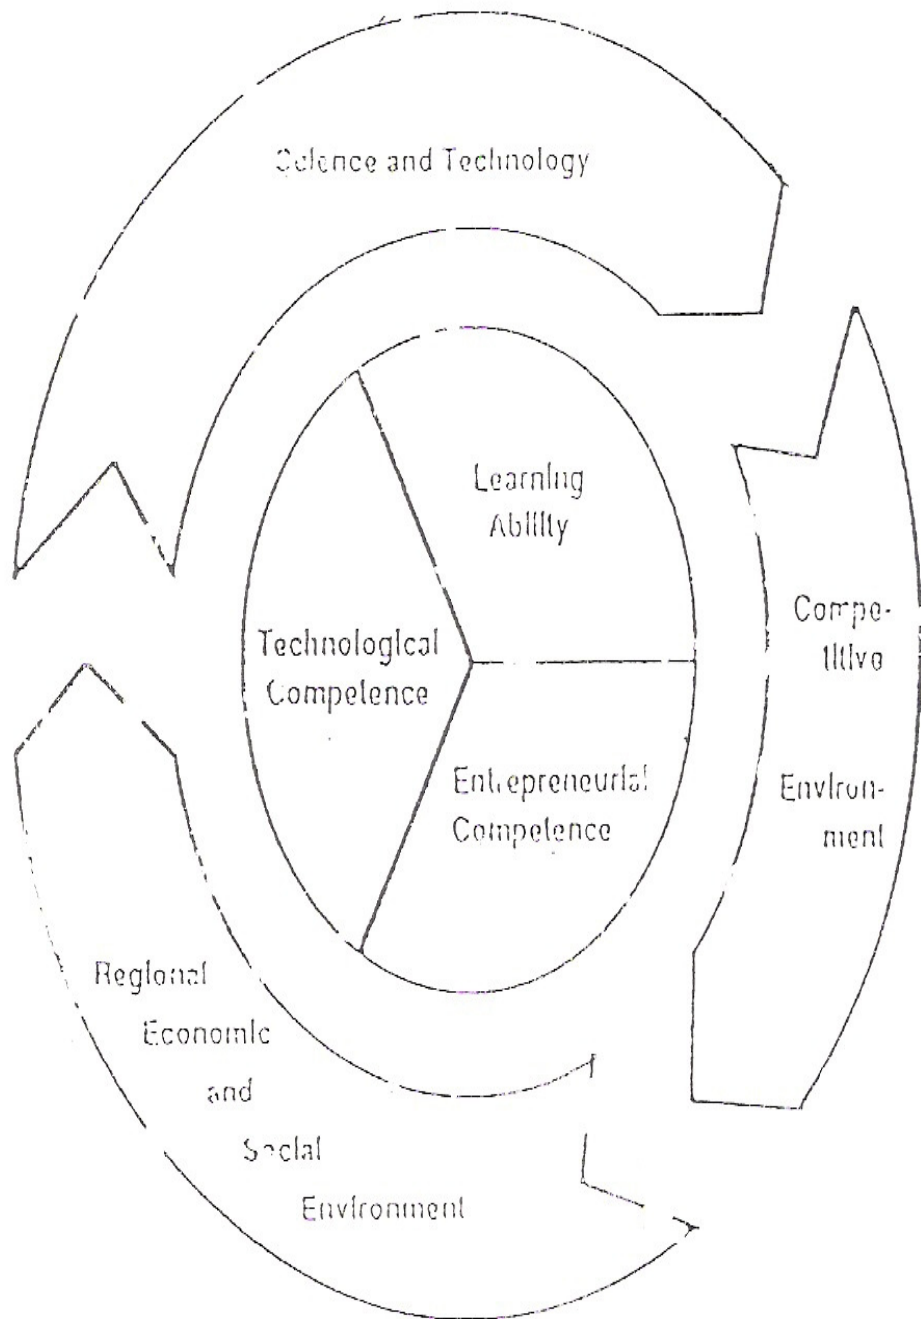 Science and Technology
Learning
Ability
Technological
Competence
Entrepreneurial
Competence
Compe-
titive
Environ-
ment
Regional
Economic
and
Social
Environment